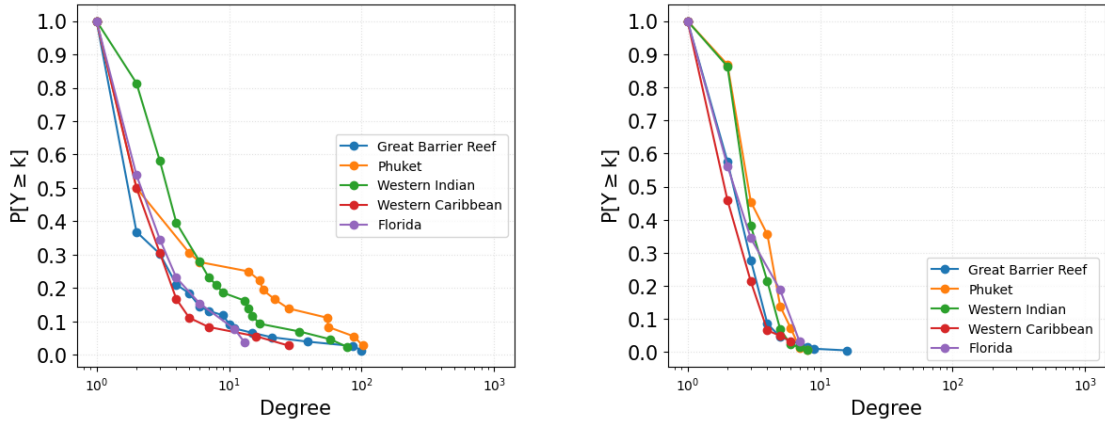 P[Y ≥ k]
1.0
0.9
0.8
0.7
0.6
0.5
0.4
0.3
0.2
0.1
0.0
Great Barrier Reef
Phuket
Western Indian
Western Caribbean
Florida
10⁰
10¹
10²
10³
Degree
P[Y ≥ k]
1.0
0.9
0.8
0.7
0.6
0.5
0.4
0.3
0.2
0.1
0.0
Great Barrier Reef
Phuket
Western Indian
Western Caribbean
Florida
10⁰
10¹
10²
10³
Degree